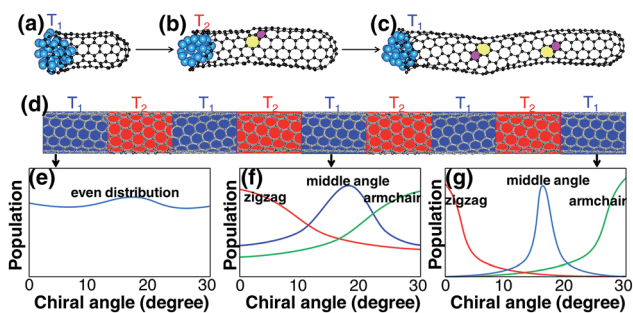 (a) T1 (b) T2 (c) T1
(d) T1 T2 T1 T2 T1 T2 T1 T2 T1
(e) even distribution
Population
0 10 20 30
Chiral angle (degree)
(f) middle angle
zigzag armchair
Population
0 10 20 30
Chiral angle (degree)
(g) middle angle
zigzag armchair
Population
0 10 20 30
Chiral angle (degree)